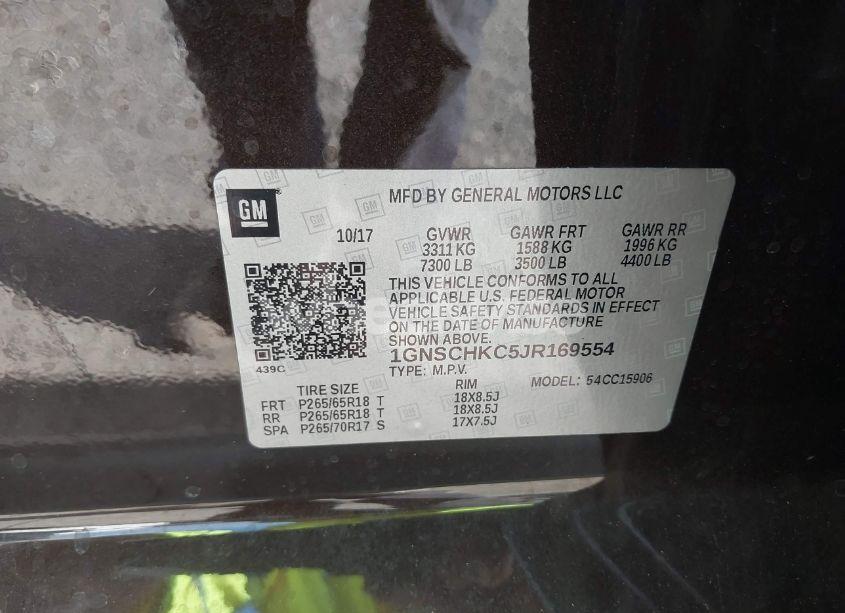 GM
MFD BY GENERAL MOTORS LLC
10/17
GVWR GAWR FRT GAWR RR
3311 KG 1588 KG 1996 KG
7300 LB 3500 LB 4400 LB
THIS VEHICLE CONFORMS TO ALL
APPLICABLE U.S. FEDERAL MOTOR
VEHICLE SAFETY STANDARDS IN EFFECT
ON THE DATE OF MANUFACTURE
SHOWN ABOVE.
439C
1GNSCHKC5JR169554
TYPE: M.P.V. MODEL: 54CC15906
TIRE SIZE RIM
FRT P265/65R18 T 18X8.5J
RR P265/65R18 T 18X8.5J
SPA P265/70R17 S 17X7.5J